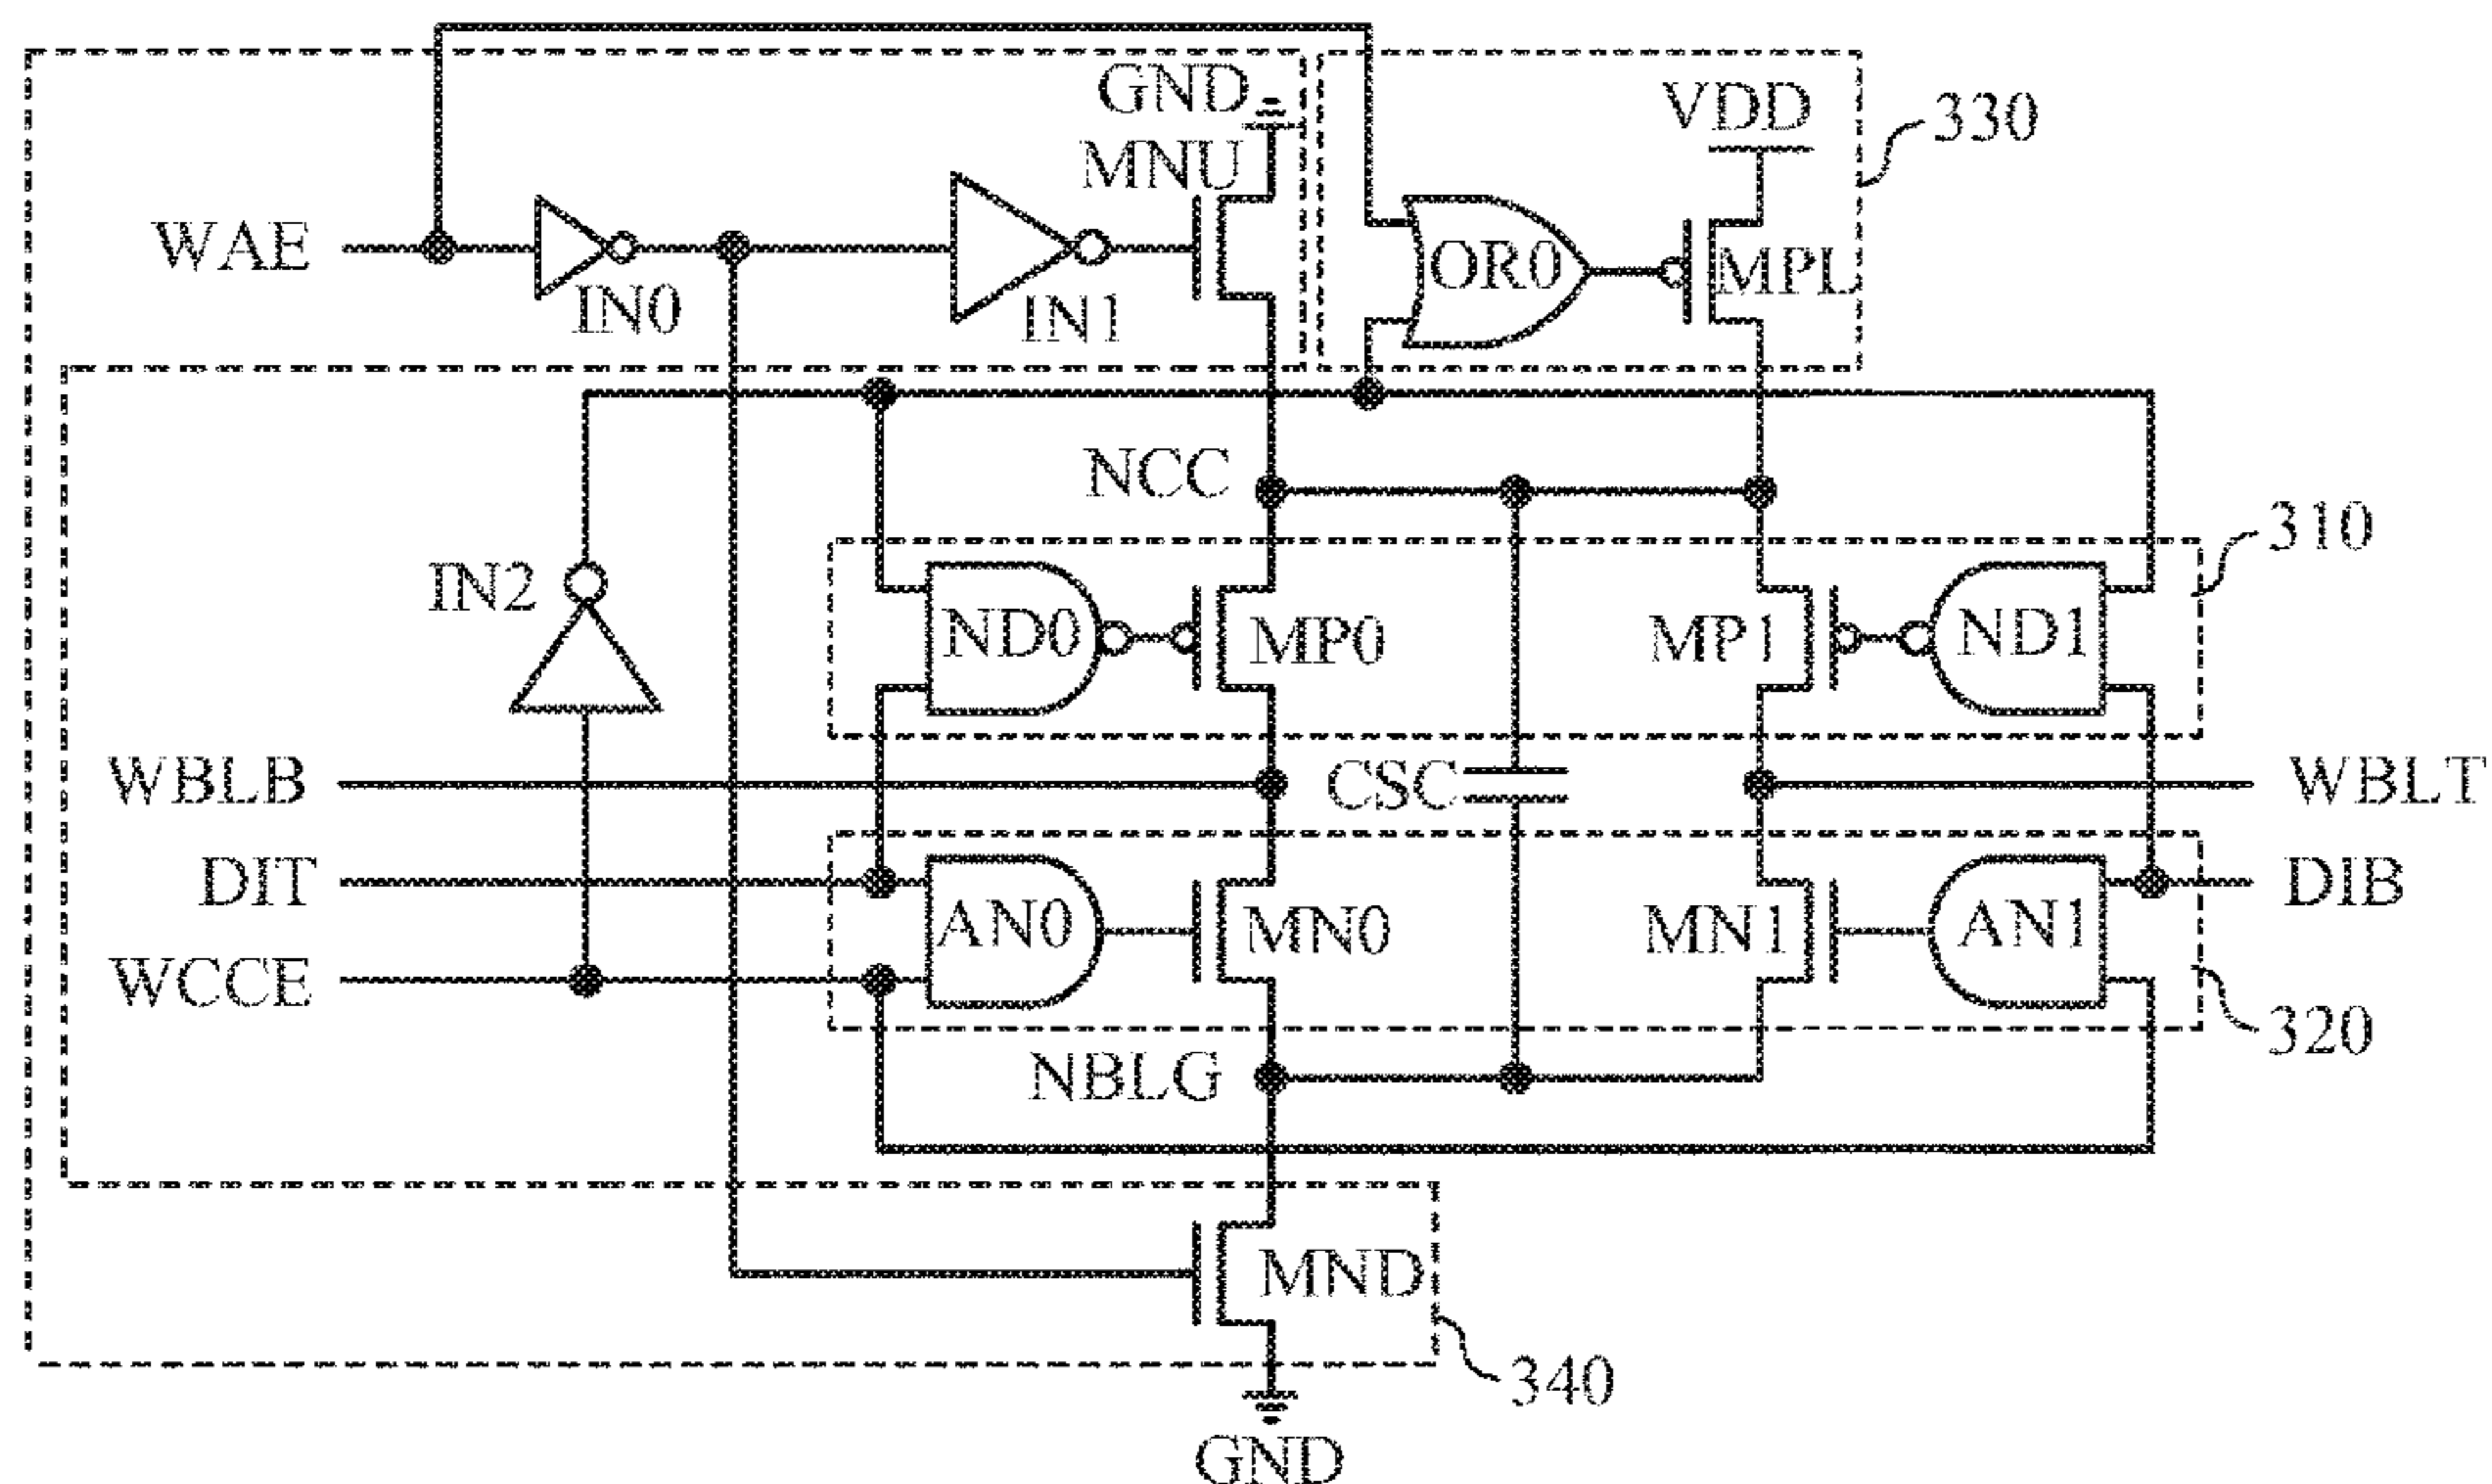 GND
VDD
330
MNU
WAE
OR0
MPL
IN0
IN1
NCC
310
IN2
ND0
MP0
MP1
ND1
WBLB
CSC
WBLT
DIT
AN0
MN0
MN1
AN1
DIB
WCCE
320
NBLG
MND
340
GND